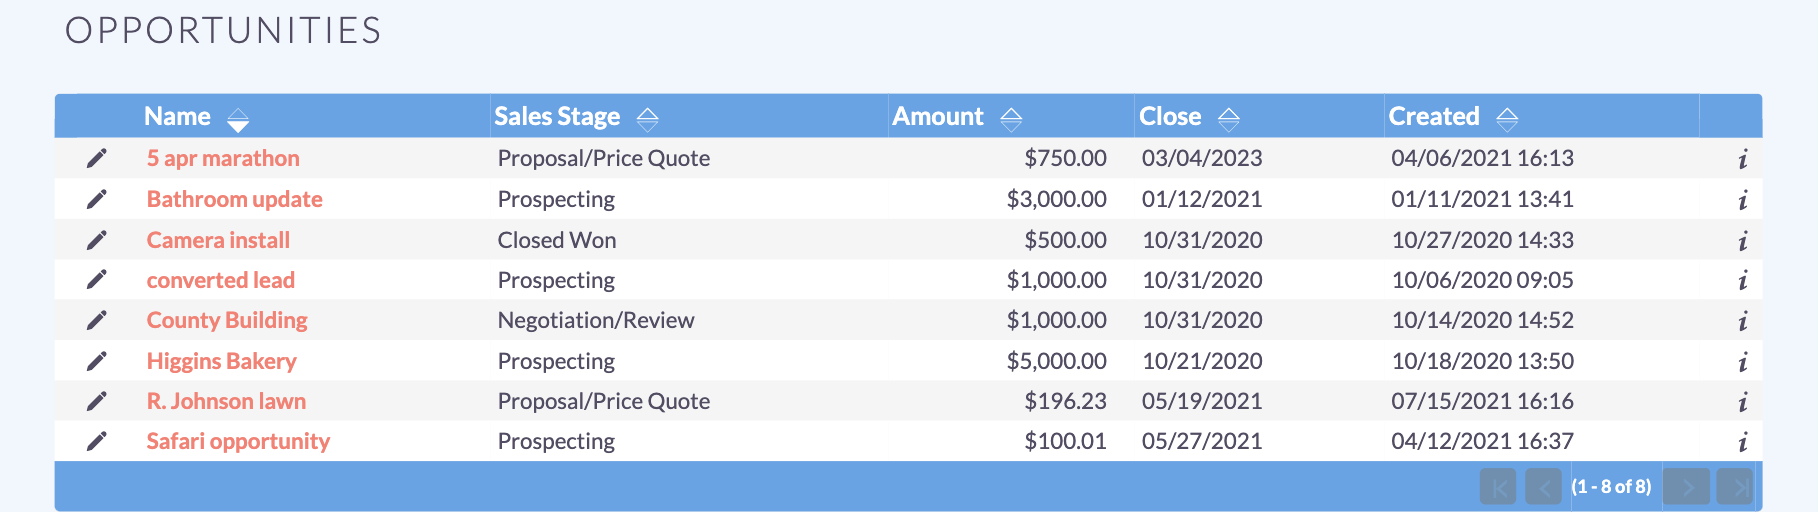 OPPORTUNITIES
Name Sales Stage Amount Close Created
5 apr marathon Proposal/Price Quote $750.00 03/04/2023 04/06/2021 16:13 i
Bathroom update Prospecting $3,000.00 01/12/2021 01/11/2021 13:41 i
Camera install Closed Won $500.00 10/31/2020 10/27/2020 14:33 i
converted lead Prospecting $1,000.00 10/31/2020 10/06/2020 09:05 i
County Building Negotiation/Review $1,000.00 10/31/2020 10/14/2020 14:52 i
Higgins Bakery Prospecting $5,000.00 10/21/2020 10/18/2020 13:50 i
R. Johnson lawn Proposal/Price Quote $196.23 05/19/2021 07/15/2021 16:16 i
Safari opportunity Prospecting $100.01 05/27/2021 04/12/2021 16:37 i
(1 - 8 of 8)